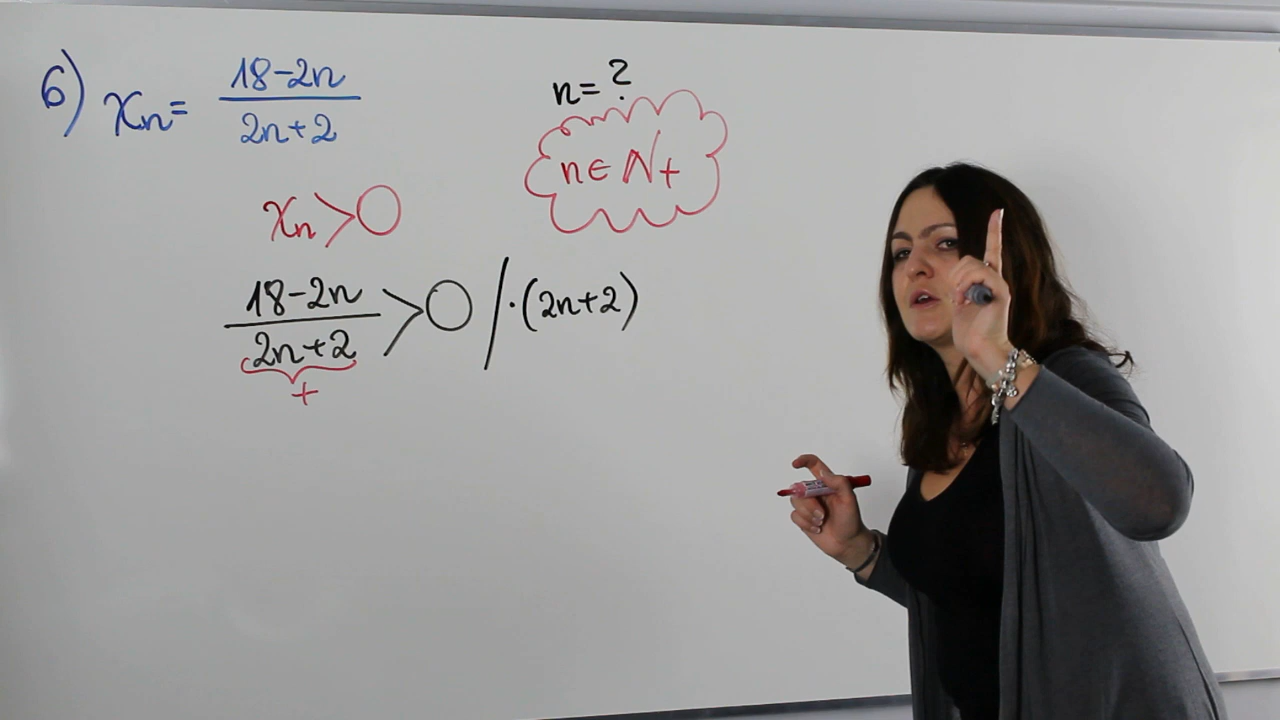 6) xn = 18-2n / 2n+2
n = ?
n ∈ N+
xn > 0
18-2n / 2n+2 > 0 / ·(2n+2)
+